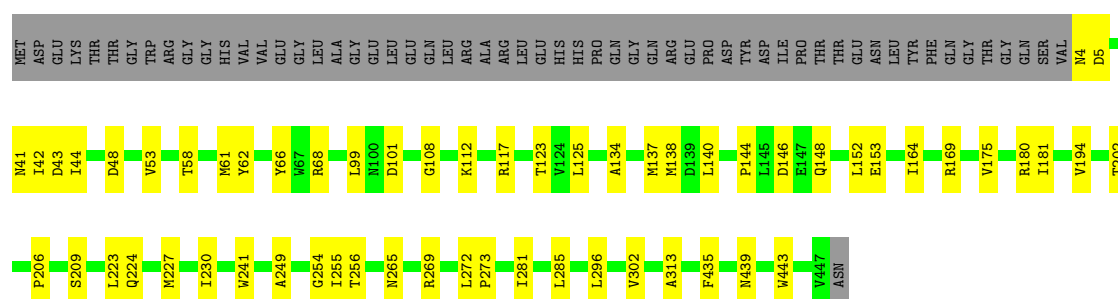 MET ASP GLU LYS THR THR GLY TRP ARG GLY GLY HIS VAL VAL GLU GLY LEU ALA GLY GLU LEU GLU GLN LEU ARG ALA ARG LEU GLU HIS HIS PRO GLN GLY GLN ARG GLU PRO ASP TYR ASP ILE PRO THR THR GLU ASN LEU TYR PHE GLN GLY THR GLY GLN SER VAL N4 D5
N41 I42 D43 I44 D48 V53 T58 M61 Y62 Y66 W67 R68 L99 N100 D101 G108 K112 R117 T123 V124 L125 A134 M137 M138 D139 L140 P144 L145 D146 E147 Q148 L152 E153 I164 R169 V175 R180 I181 V194
P206 S209 L223 Q224 M227 I230 W241 A249 G254 I255 T256 N265 R269 L272 P273 I281 L285 L296 V302 A313 F435 N439 W443 V447 ASN